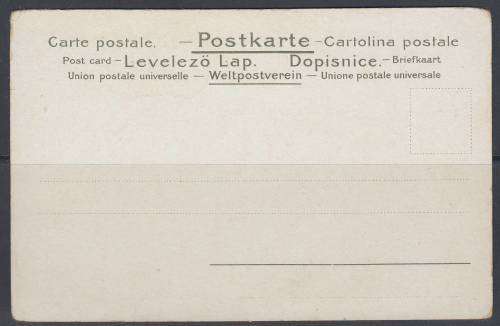 Carte postale. — Postkarte – Cartolina postale
Post card – Levelező Lap. Dopisnice. – Briefkaart
Union postale universelle — Weltpostverein — Unione postale universale